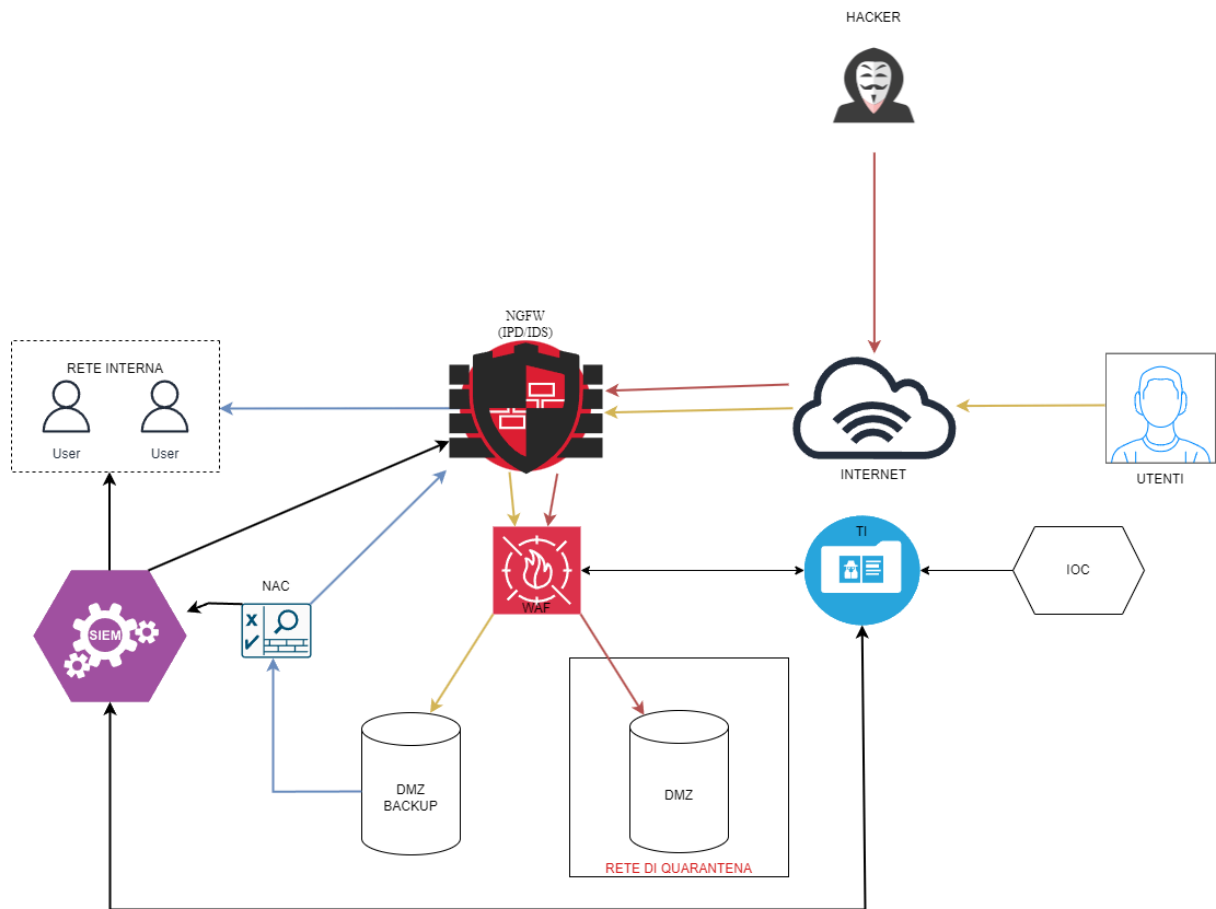 HACKER
NGFW
(IPD/IDS)
RETE INTERNA
User
User
INTERNET
UTENTI
TI
IOC
NAC
WAF
SIEM
DMZ
BACKUP
DMZ
RETE DI QUARANTENA